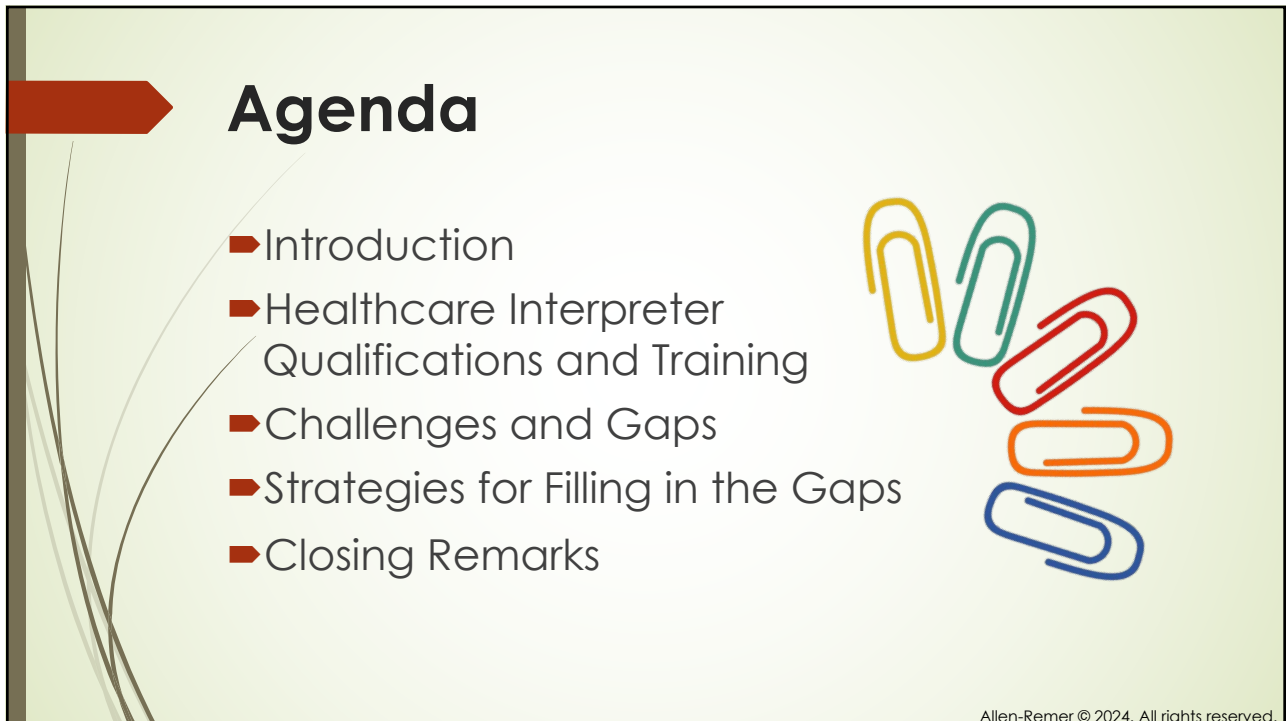 Agenda
Introduction
Healthcare Interpreter
Qualifications and Training
Challenges and Gaps
Strategies for Filling in the Gaps
Closing Remarks
Allen-Remer © 2024. All rights reserved.